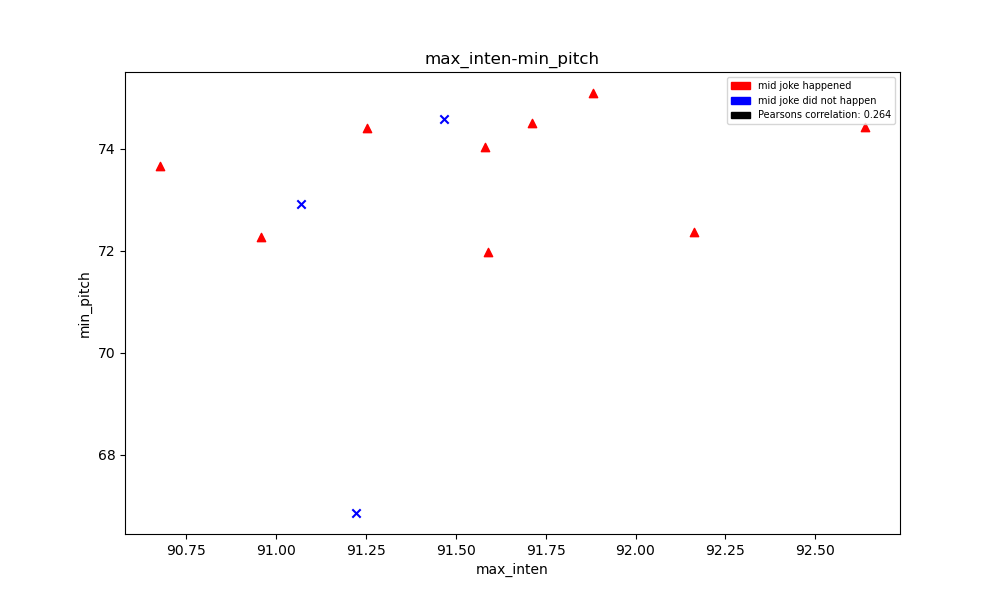 max_inten-min_pitch
mid joke happened
mid joke did not happen
Pearsons correlation: 0.264
74
72
70
68
min_pitch
90.75 91.00 91.25 91.50 91.75 92.00 92.25 92.50
max_inten